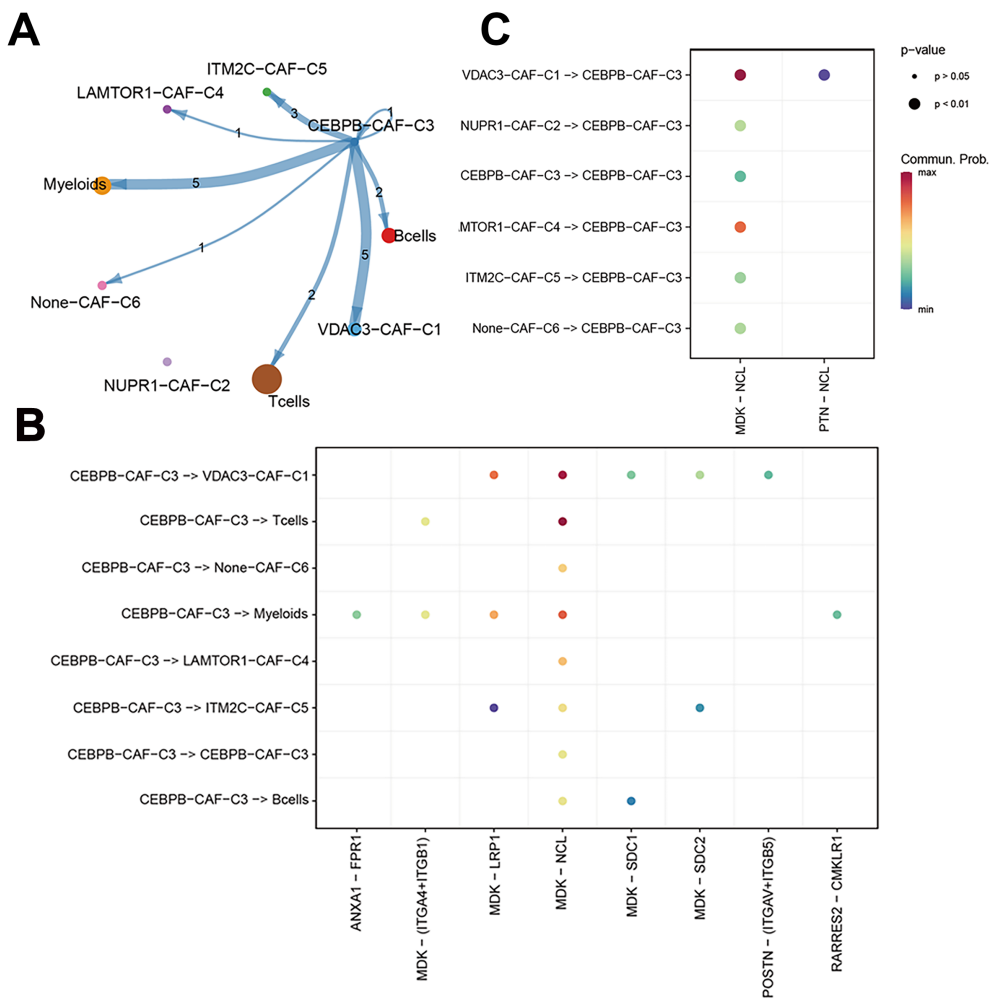 A
ITM2C−CAF−C5
LAMTOR1−CAF−C4
3
1
CEBPB−CAF−C3
1
Myeloids
5
2
Bcells
1
5
None−CAF−C6
2
VDAC3−CAF−C1
NUPR1−CAF−C2
Tcells
C
VDAC3−CAF−C1 −> CEBPB−CAF−C3
NUPR1−CAF−C2 −> CEBPB−CAF−C3
CEBPB−CAF−C3 −> CEBPB−CAF−C3
.MTOR1−CAF−C4 −> CEBPB−CAF−C3
ITM2C−CAF−C5 −> CEBPB−CAF−C3
None−CAF−C6 −> CEBPB−CAF−C3
MDK − NCL
PTN − NCL
p−value
p > 0.05
p < 0.01
Commun. Prob.
max
min
B
CEBPB−CAF−C3 −> VDAC3−CAF−C1
CEBPB−CAF−C3 −> Tcells
CEBPB−CAF−C3 −> None−CAF−C6
CEBPB−CAF−C3 −> Myeloids
CEBPB−CAF−C3 −> LAMTOR1−CAF−C4
CEBPB−CAF−C3 −> ITM2C−CAF−C5
CEBPB−CAF−C3 −> CEBPB−CAF−C3
CEBPB−CAF−C3 −> Bcells
ANXA1 − FPR1
MDK − (ITGA4+ITGB1)
MDK − LRP1
MDK − NCL
MDK − SDC1
MDK − SDC2
POSTN − (ITGAV+ITGB5)
RARRES2 − CMKLR1